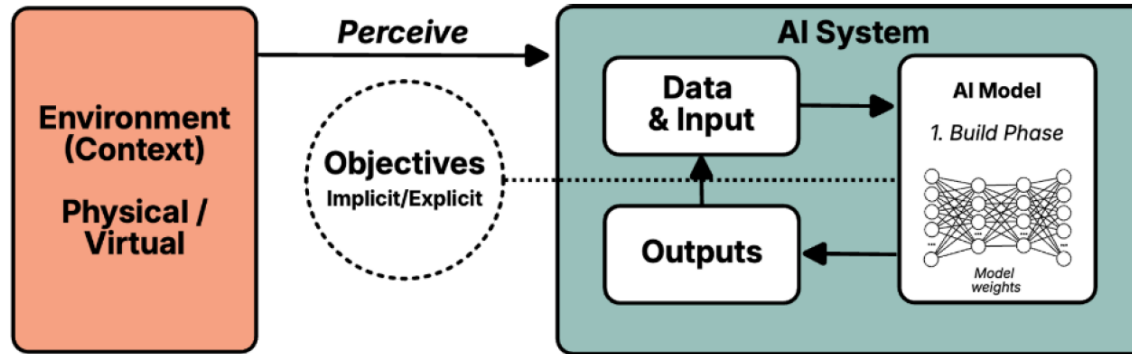 Environment
(Context)
Physical /
Virtual
Perceive
Objectives
Implicit/Explicit
AI System
Data
& Input
Outputs
AI Model
1. Build Phase
...
...
...
...
...
Model
weights